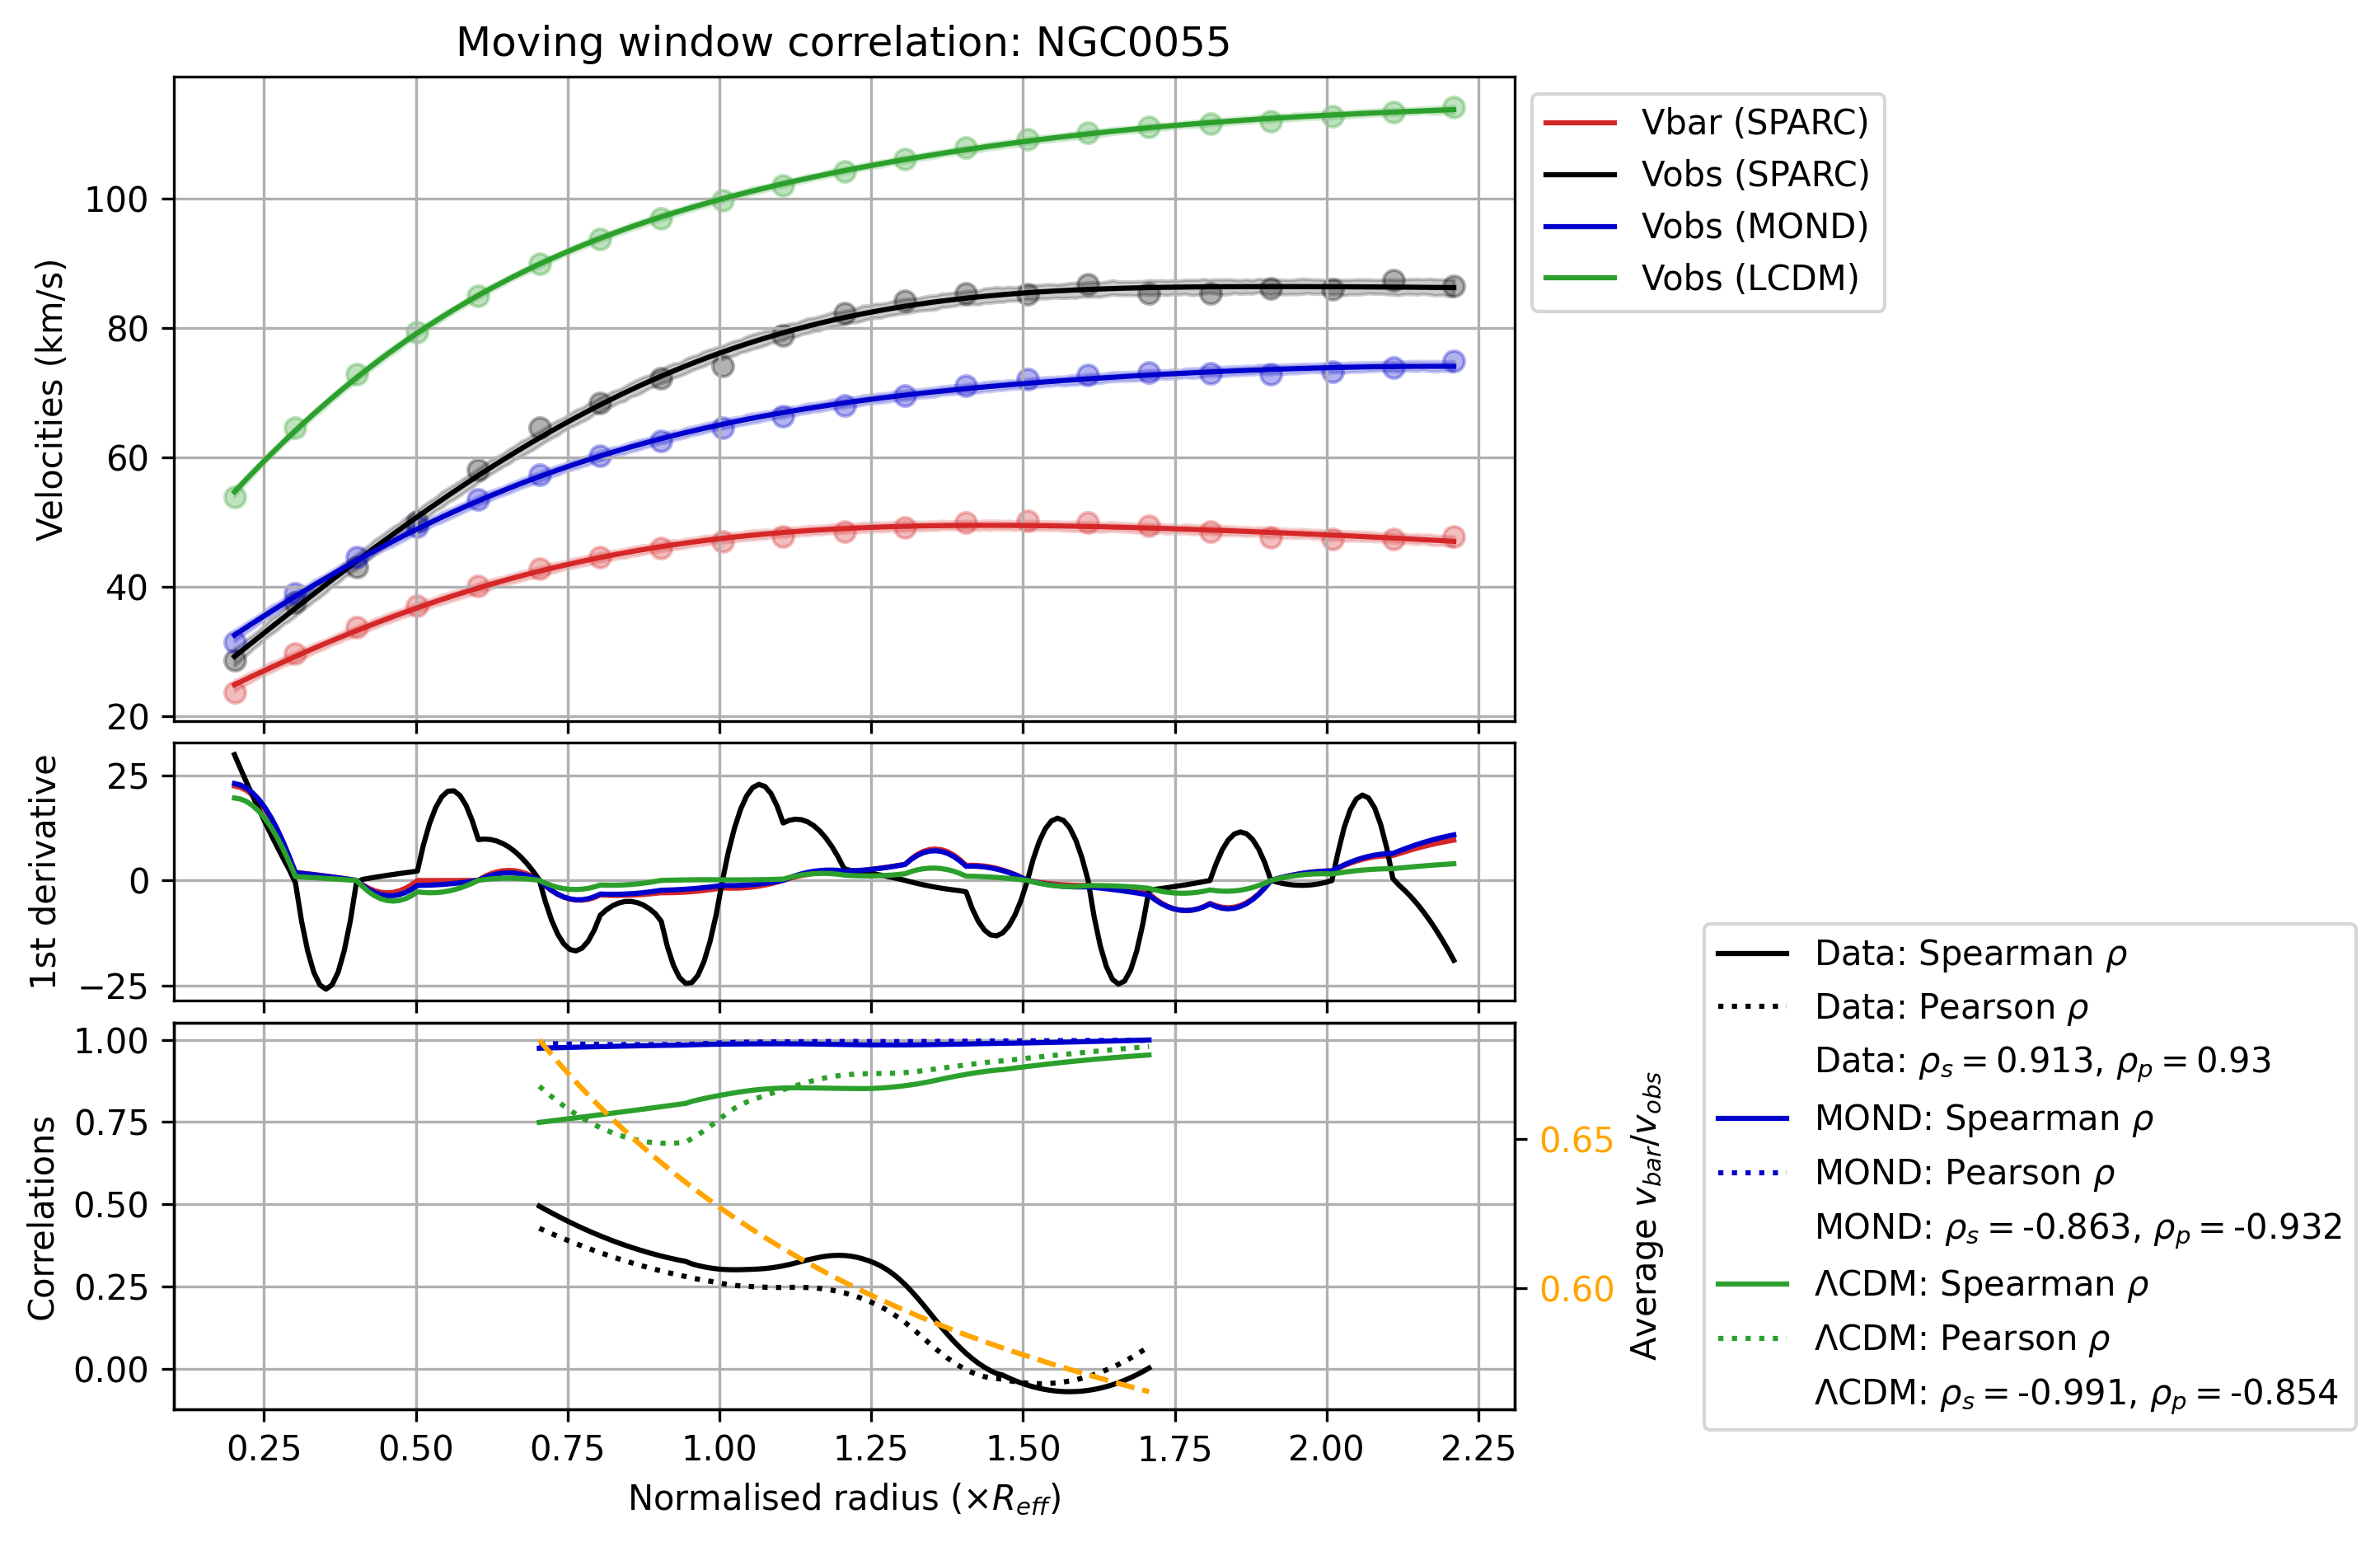 Moving window correlation: NGC0055
Velocities (km/s)
100
80
60
40
20
Vbar (SPARC)
Vobs (SPARC)
Vobs (MOND)
Vobs (LCDM)
1st derivative
25
0
−25
Correlations
1.00
0.75
0.50
0.25
0.00
0.65
0.60
Average v_bar/v_obs
0.25 0.50 0.75 1.00 1.25 1.50 1.75 2.00 2.25
Normalised radius (×R_eff)
Data: Spearman ρ
Data: Pearson ρ
Data: ρ_s = 0.913, ρ_p = 0.93
MOND: Spearman ρ
MOND: Pearson ρ
MOND: ρ_s = -0.863, ρ_p = -0.932
ΛCDM: Spearman ρ
ΛCDM: Pearson ρ
ΛCDM: ρ_s = -0.991, ρ_p = -0.854